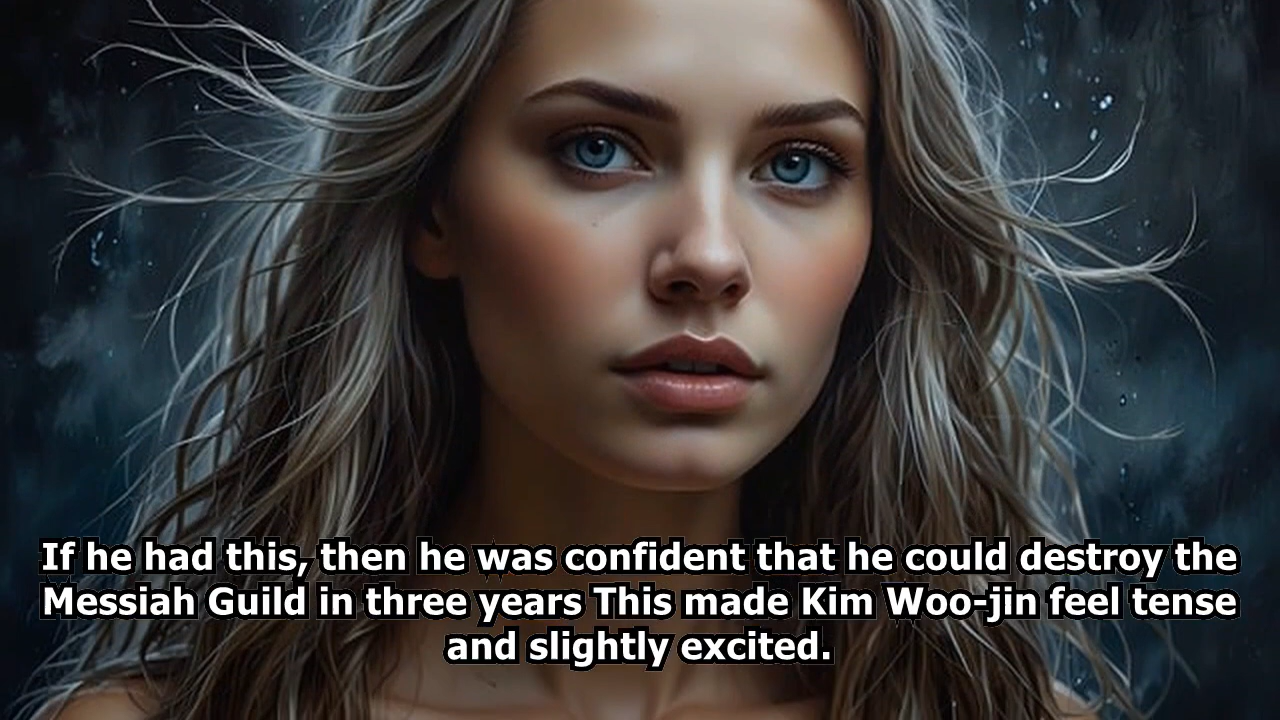 If he had this, then he was confident that he could destroy the
Messiah Guild in three years This made Kim Woo-jin feel tense
and slightly excited.